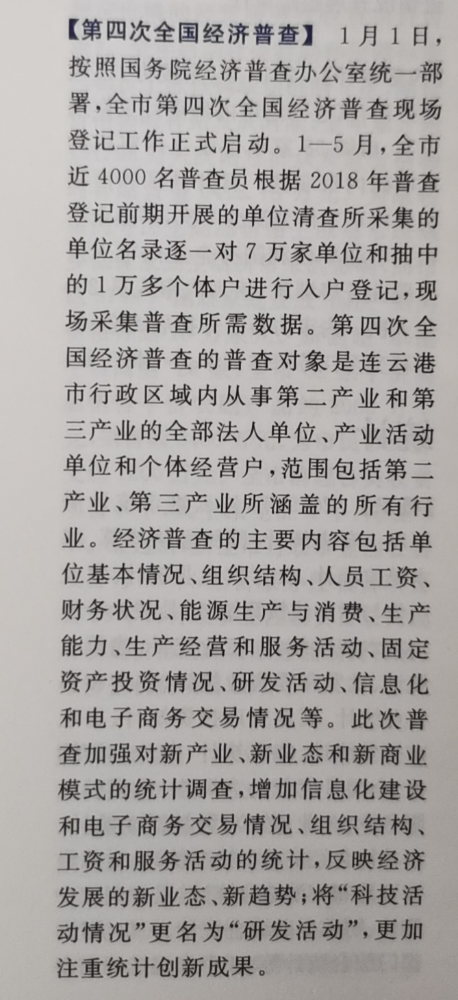 【第四次全国经济普查】 1月1日,
按照国务院经济普查办公室统一部
署,全市第四次全国经济普查现场
登记工作正式启动。1—5月,全市
近4000名普查员根据2018年普查
登记前期开展的单位清查所采集的
单位名录逐一对7万家单位和抽中
的1万多个体户进行入户登记,现
场采集普查所需数据。第四次全
国经济普查的普查对象是连云港
市行政区域内从事第二产业和第
三产业的全部法人单位、产业活动
单位和个体经营户,范围包括第二
产业、第三产业所涵盖的所有行
业。经济普查的主要内容包括单
位基本情况、组织结构、人员工资、
财务状况、能源生产与消费、生产
能力、生产经营和服务活动、固定
资产投资情况、研发活动、信息化
和电子商务交易情况等。此次普
查加强对新产业、新业态和新商业
模式的统计调查,增加信息化建设
和电子商务交易情况、组织结构、
工资和服务活动的统计,反映经济
发展的新业态、新趋势;将“科技活
动情况”更名为“研发活动”,更加
注重统计创新成果。